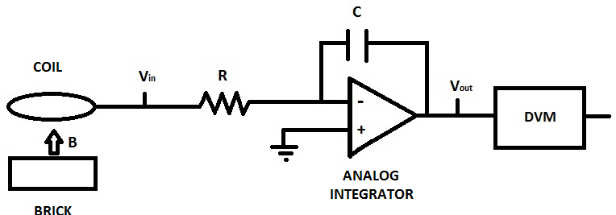 C
COIL
Vin
R
Vout
-
+
B
DVM
ANALOG
INTEGRATOR
BRICK